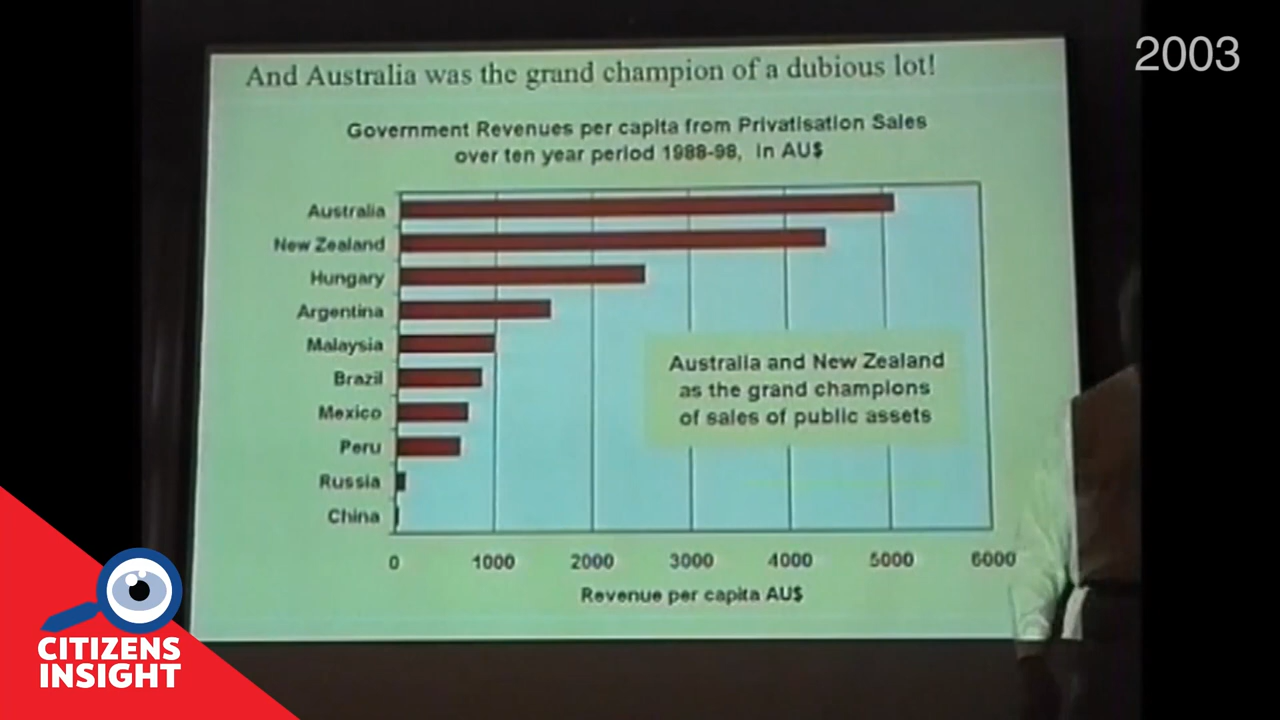 2003
And Australia was the grand champion of a dubious lot!
Government Revenues per capita from Privatisation Sales
over ten year period 1988-98, in AU$
Australia
New Zealand
Hungary
Argentina
Malaysia
Brazil
Mexico
Peru
Russia
China
Australia and New Zealand
as the grand champions
of sales of public assets
0 1000 2000 3000 4000 5000 6000
Revenue per capita AU$
CITIZENS
INSIGHT